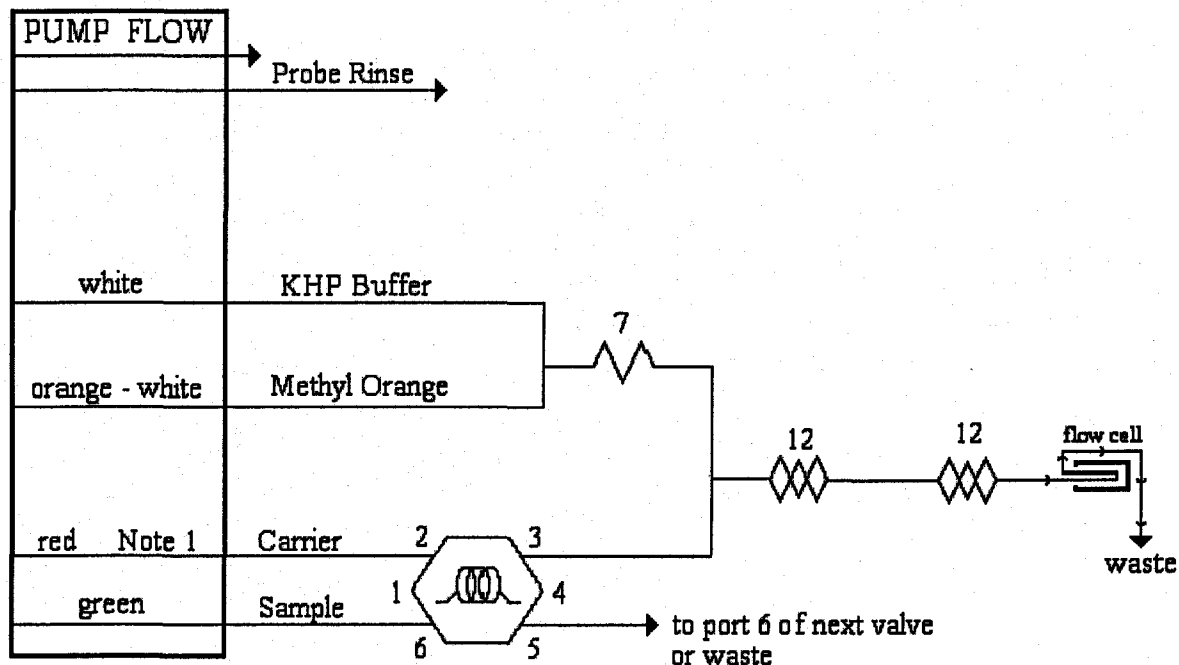 PUMP FLOW
Probe Rinse
white KHP Buffer
7
orange - white Methyl Orange
12 12 flow cell
waste
red Note 1 Carrier 2 3
1 4
green Sample
6 5
to port 6 of next valve
or waste